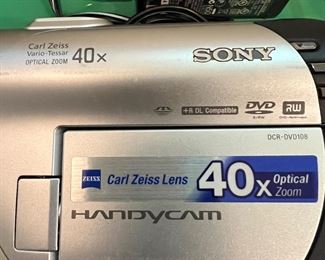 Carl Zeiss
Vario-Tessar
OPTICAL ZOOM 40x
SONY
+R DL Compatible
DVD
RW
DCR-DVD108
ZEISS
Carl Zeiss Lens 40x Optical Zoom
HANDYCAM